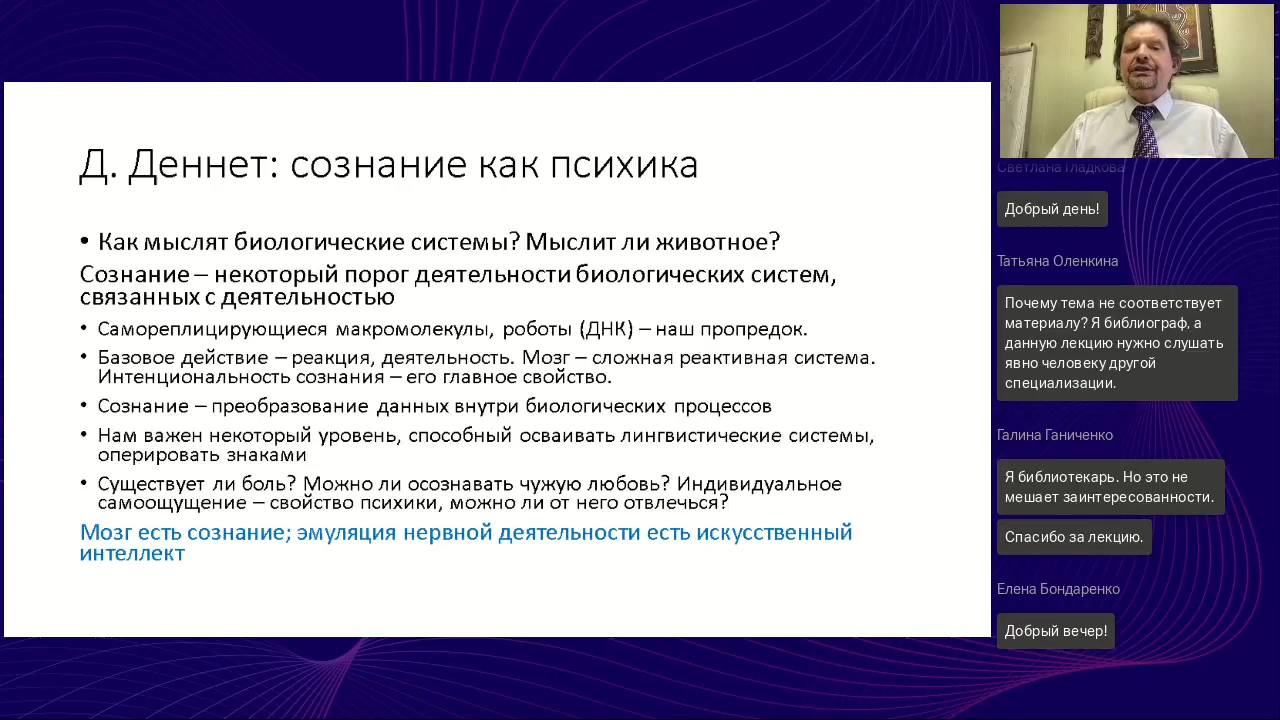 Д. Деннет: сознание как психика
• Как мыслят биологические системы? Мыслит ли животное?
Сознание – некоторый порог деятельности биологических систем,
связанных с деятельностью
• Самореплицирующиеся макромолекулы, роботы (ДНК) – наш пропредок.
• Базовое действие – реакция, деятельность. Мозг – сложная реактивная система.
Интенциональность сознания – его главное свойство.
• Сознание – преобразование данных внутри биологических процессов
• Нам важен некоторый уровень, способный осваивать лингвистические системы,
оперировать знаками
• Существует ли боль? Можно ли осознавать чужую любовь? Индивидуальное
самоощущение – свойство психики, можно ли от него отвлечься?
Мозг есть сознание; эмуляция нервной деятельности есть искусственный
интеллект
Светлана Гладкова
Добрый день!
Татьяна Оленкина
Почему тема не соответствует
материалу? Я библиограф, а
данную лекцию нужно слушать
явно человеку другой
специализации.
Галина Ганиченко
Я библиотекарь. Но это не
мешает заинтересованности.
Спасибо за лекцию.
Елена Бондаренко
Добрый вечер!